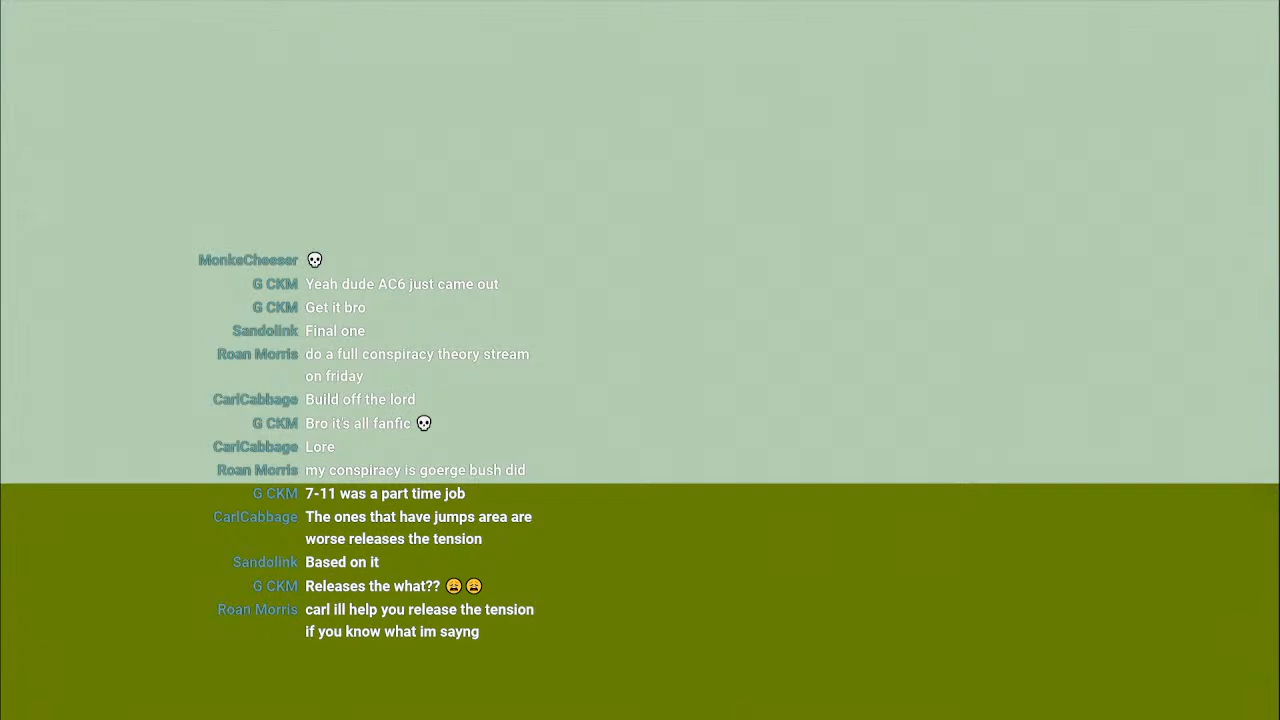 MonkeCheeser 💀
G CKM Yeah dude AC6 just came out
G CKM Get it bro
Sandolink Final one
Roan Morris do a full conspiracy theory stream
on friday
CarlCabbage Build off the lord
G CKM Bro it's all fanfic 💀
CarlCabbage Lore
Roan Morris my conspiracy is goerge bush did
G CKM 7-11 was a part time job
CarlCabbage The ones that have jumps area are
worse releases the tension
Sandolink Based on it
G CKM Releases the what?? 😩😩
Roan Morris carl ill help you release the tension
if you know what im sayng